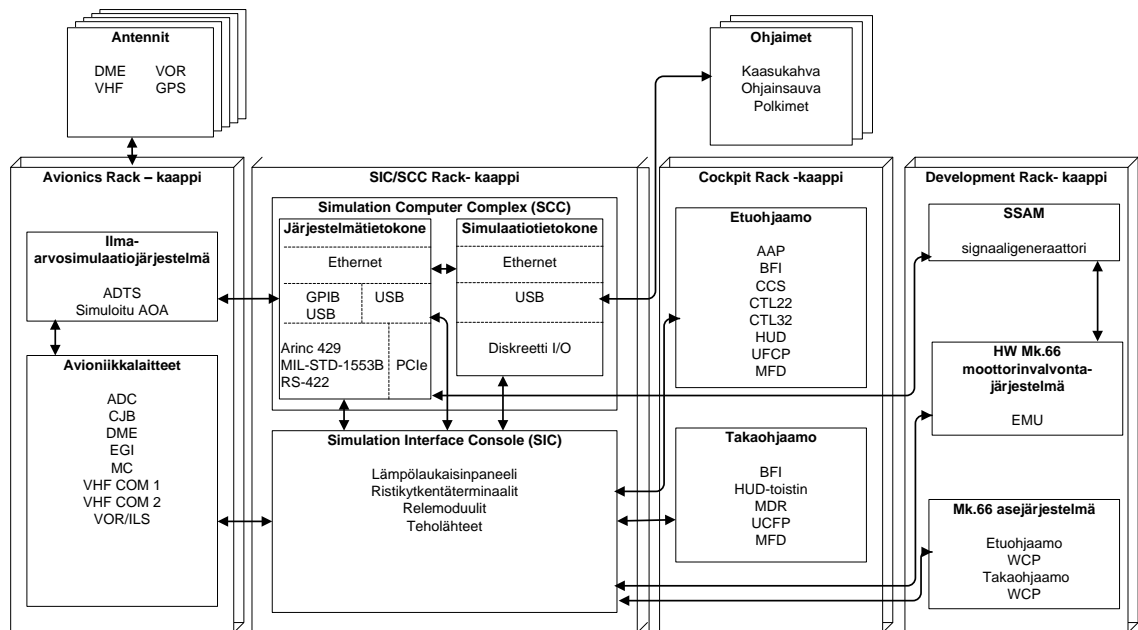 Antennit
DME VOR
VHF GPS
Ohjaimet
Kaasukahva
Ohjainsauva
Polkimet
Avionics Rack – kaappi
Ilma-
arvosimulaatiojärjestelmä
ADTS
Simuloitu AOA
Avioniikkalaitteet
ADC
CJB
DME
EGI
MC
VHF COM 1
VHF COM 2
VOR/ILS
SIC/SCC Rack- kaappi
Simulation Computer Complex (SCC)
Järjestelmätietokone
Ethernet
GPIB
USB
USB
Arinc 429
MIL-STD-1553B
RS-422
PCIe
Simulaatiotietokone
Ethernet
USB
Diskreetti I/O
Simulation Interface Console (SIC)
Lämpölaukaisinpaneeli
Ristikytkentäterminaalit
Relemoduulit
Teholähteet
Cockpit Rack -kaappi
Etuohjaamo
AAP
BFI
CCS
CTL22
CTL32
HUD
UFCP
MFD
Takaohjaamo
BFI
HUD-toistin
MDR
UCFP
MFD
Development Rack- kaappi
SSAM
signaaligeneraattori
HW Mk.66
moottorinvalvonta-
järjestelmä
EMU
Mk.66 asejärjestelmä
Etuohjaamo
WCP
Takaohjaamo
WCP